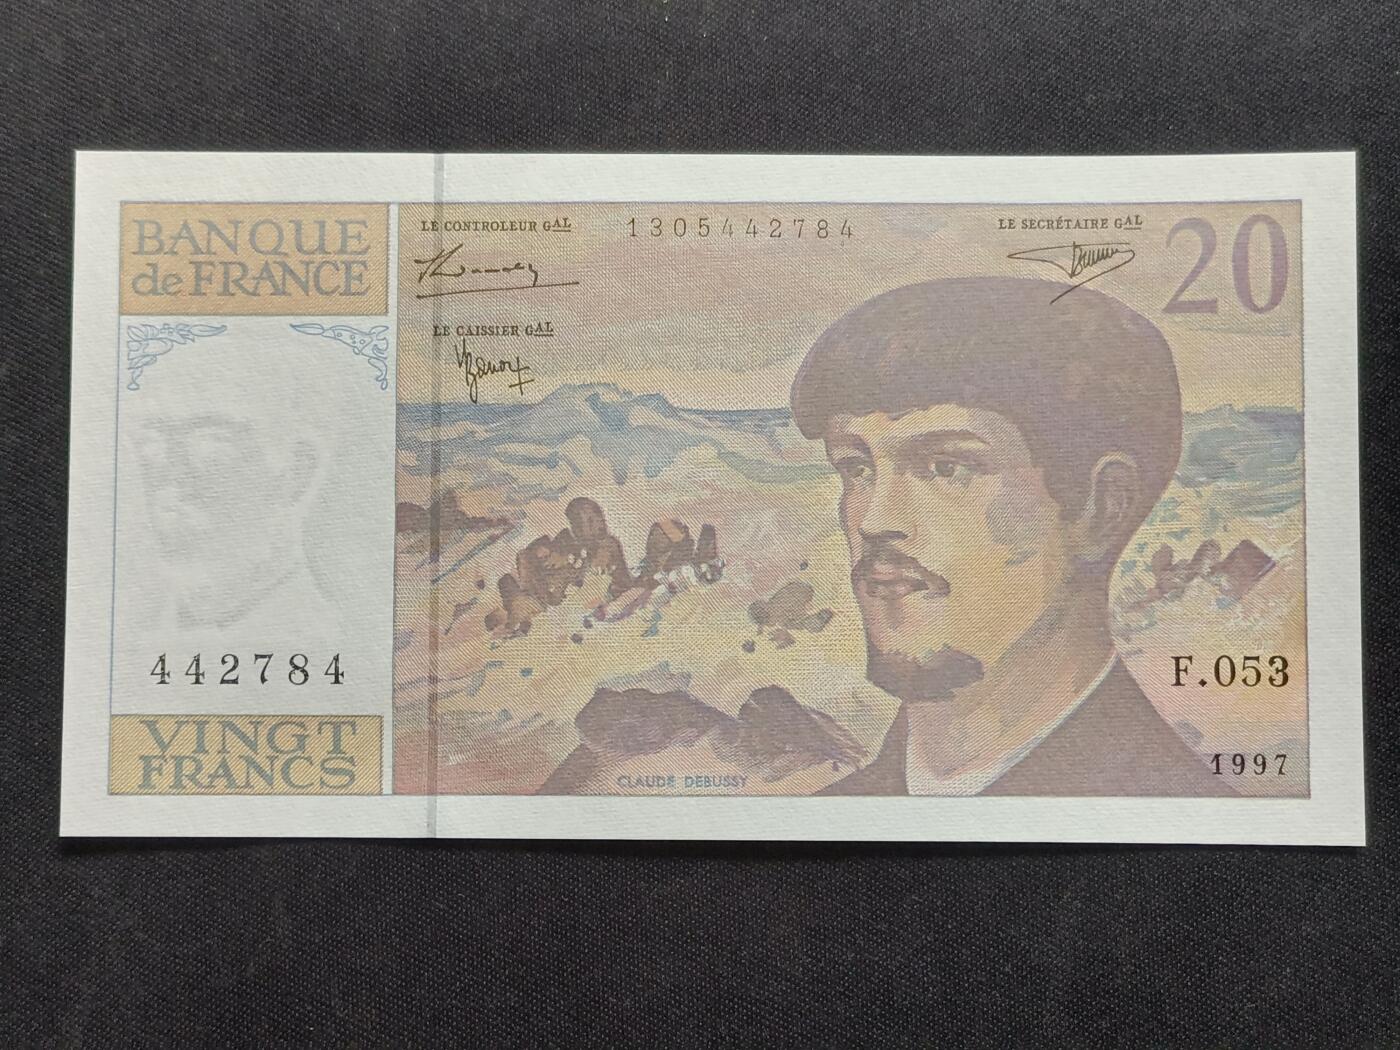 BANQUE
de FRANCE
LE CONTROLEUR GAL
1305442784
LE SECRÉTAIRE GAL
20
LE CAISSIER GAL
442784
F.053
VINGT
FRANCS
1997
CLAUDE DEBUSSY